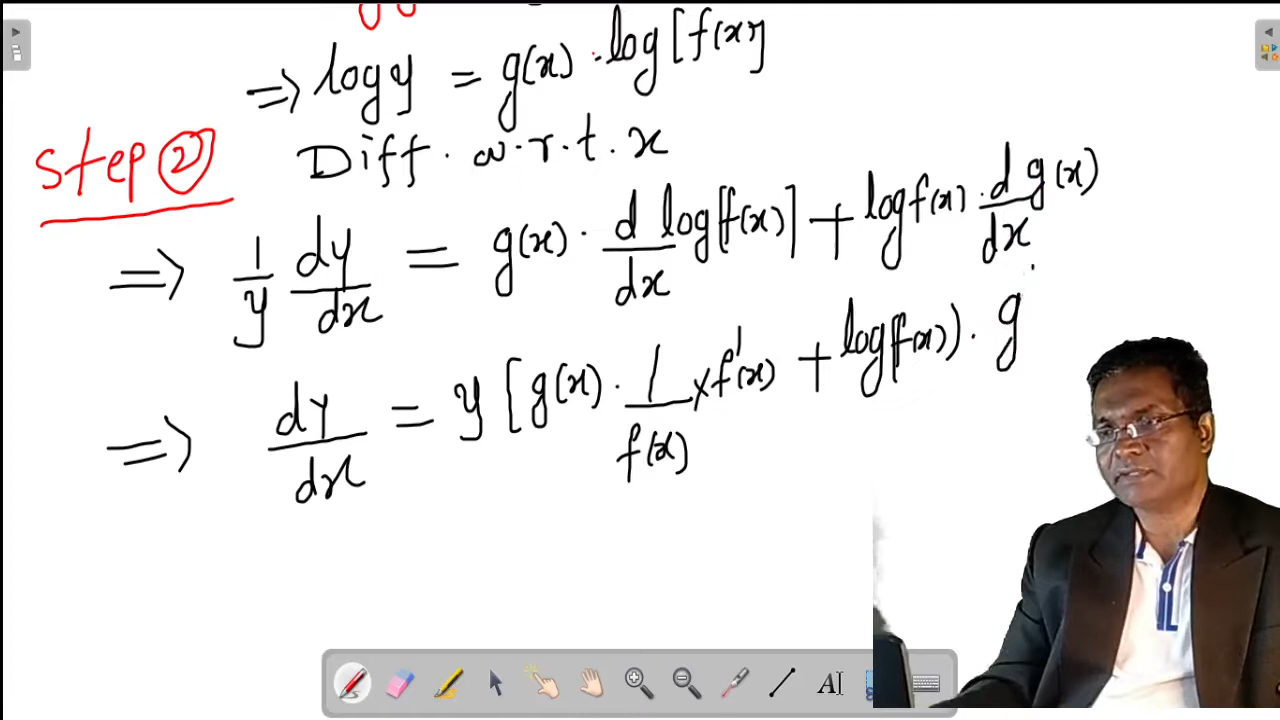 ⇒ log y = g(x) · log[f(x)]
Step ②
Diff. w.r.t. x
⇒ 1/y dy/dx = g(x) · d/dx log[f(x)] + log f(x) · d/dx g(x)
⇒ dy/dx = y [g(x) · 1/f(x) × f'(x) + log(f(x)) · g
A